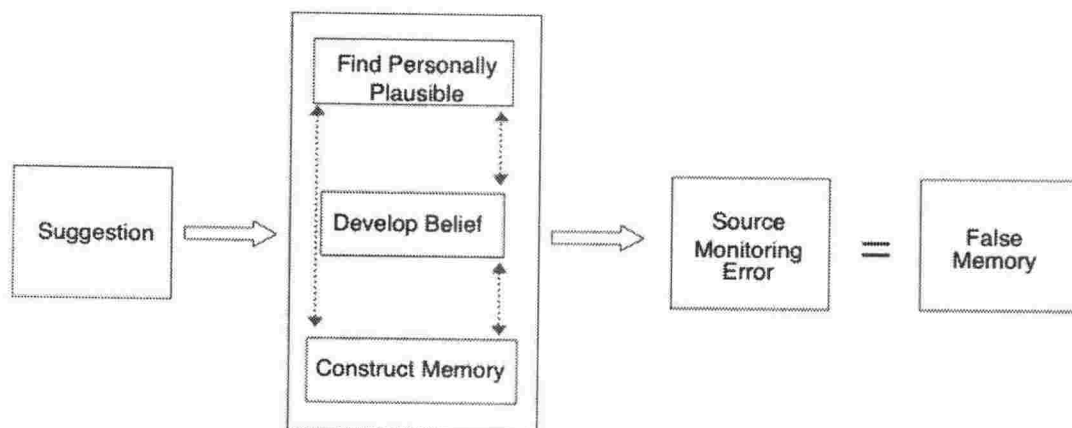 Find Personally
Plausible
Suggestion
Develop Belief
Construct Memory
Source
Monitoring
Error
=
False
Memory